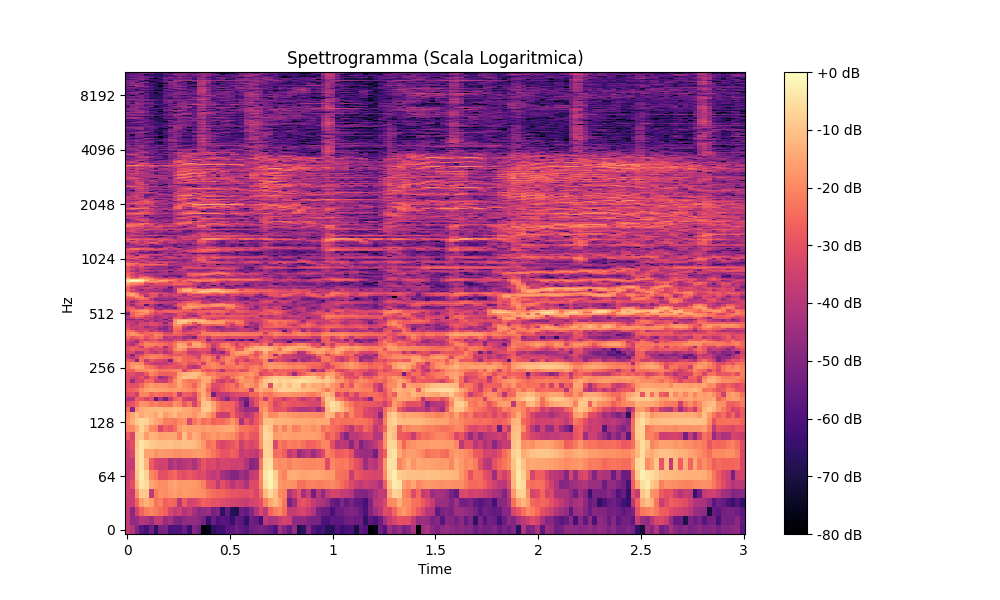 Spettrogramma (Scala Logaritmica)
Hz
8192
4096
2048
1024
512
256
128
64
0
0 0.5 1 1.5 2 2.5 3
Time
+0 dB
-10 dB
-20 dB
-30 dB
-40 dB
-50 dB
-60 dB
-70 dB
-80 dB